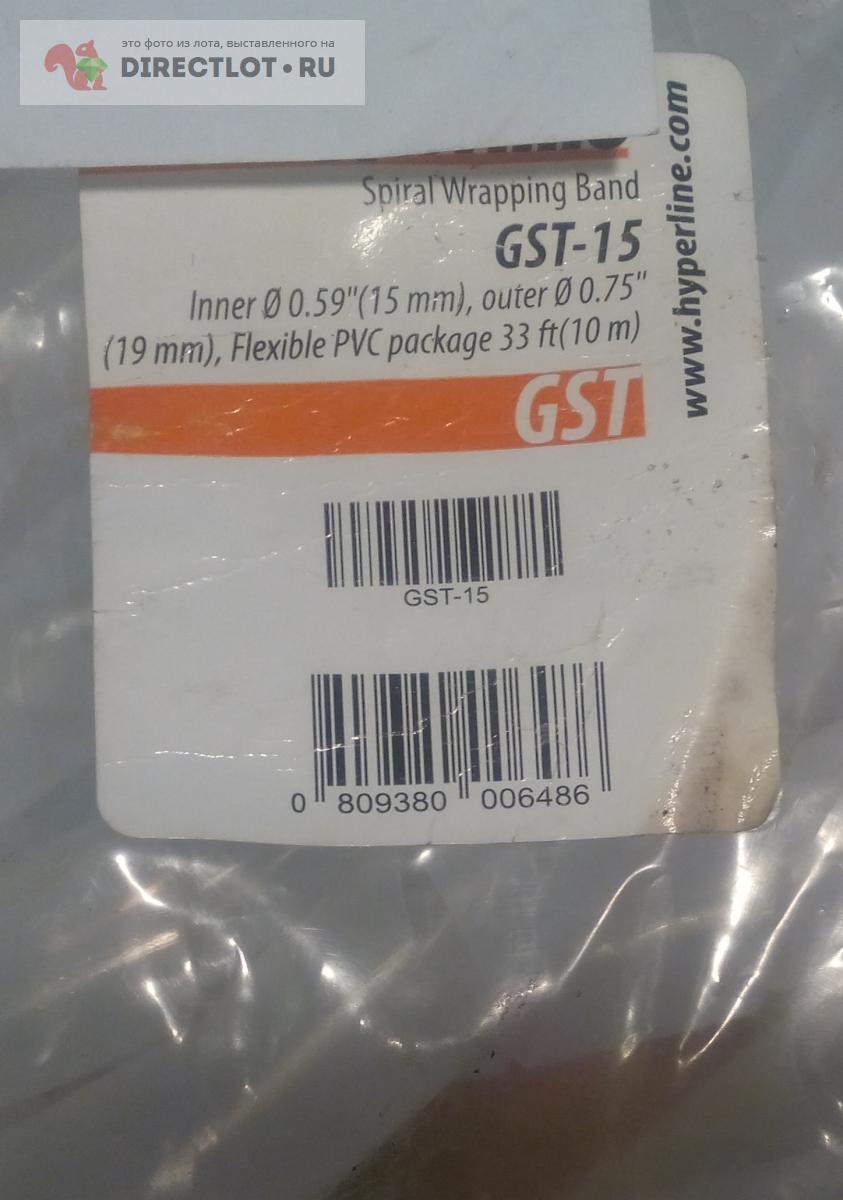 это фото из лота, выставленного на
DIRECTLOT•RU
Spiral Wrapping Band
GST-15
Inner Ø 0.59"(15 mm), outer Ø 0.75"
(19 mm), Flexible PVC package 33 ft(10 m)
GST
www.hyperline.com
GST-15
0 809380 006486